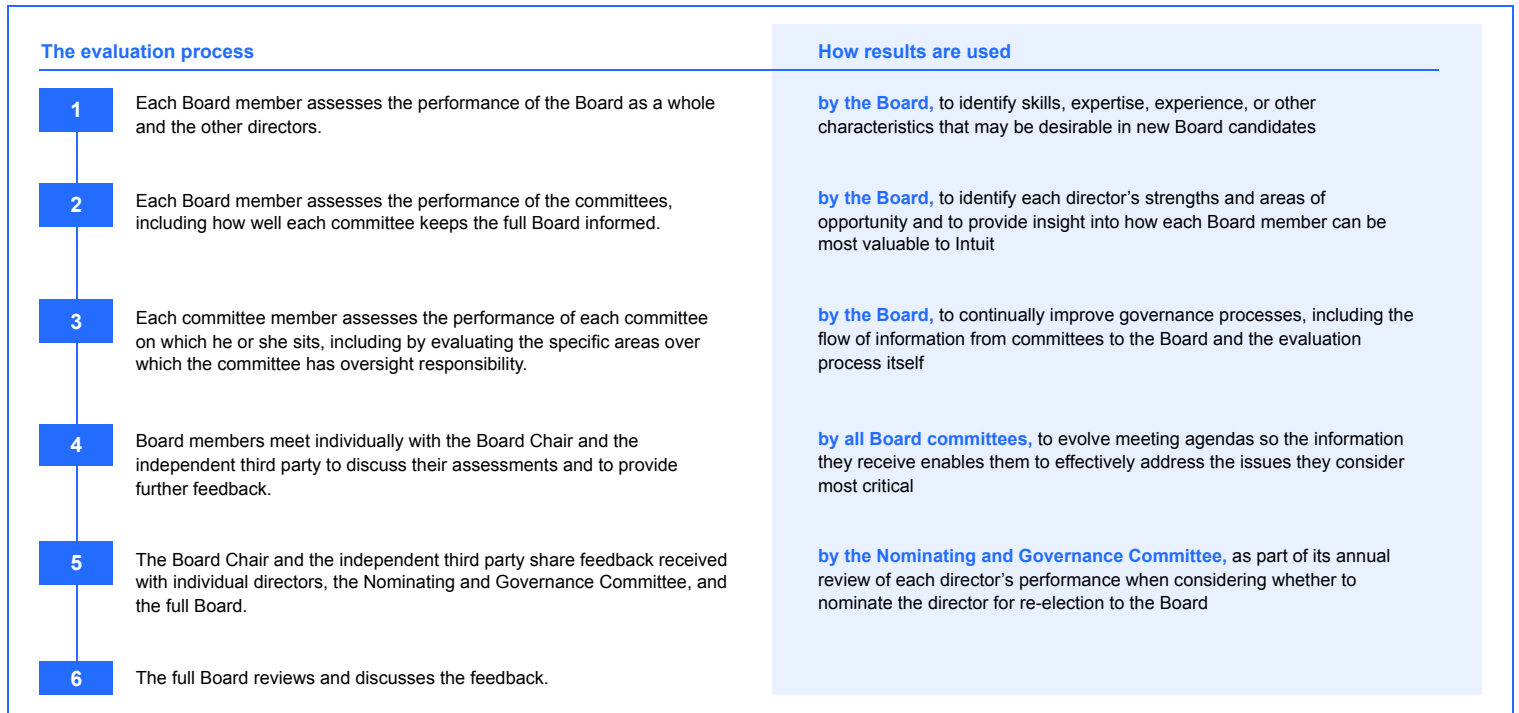 The evaluation process
1
Each Board member assesses the performance of the Board as a whole
and the other directors.
2
Each Board member assesses the performance of the committees,
including how well each committee keeps the full Board informed.
3
Each committee member assesses the performance of each committee
on which he or she sits, including by evaluating the specific areas over
which the committee has oversight responsibility.
4
Board members meet individually with the Board Chair and the
independent third party to discuss their assessments and to provide
further feedback.
5
The Board Chair and the independent third party share feedback received
with individual directors, the Nominating and Governance Committee, and
the full Board.
6
The full Board reviews and discusses the feedback.
How results are used
by the Board, to identify skills, expertise, experience, or other
characteristics that may be desirable in new Board candidates
by the Board, to identify each director’s strengths and areas of
opportunity and to provide insight into how each Board member can be
most valuable to Intuit
by the Board, to continually improve governance processes, including the
flow of information from committees to the Board and the evaluation
process itself
by all Board committees, to evolve meeting agendas so the information
they receive enables them to effectively address the issues they consider
most critical
by the Nominating and Governance Committee, as part of its annual
review of each director’s performance when considering whether to
nominate the director for re-election to the Board